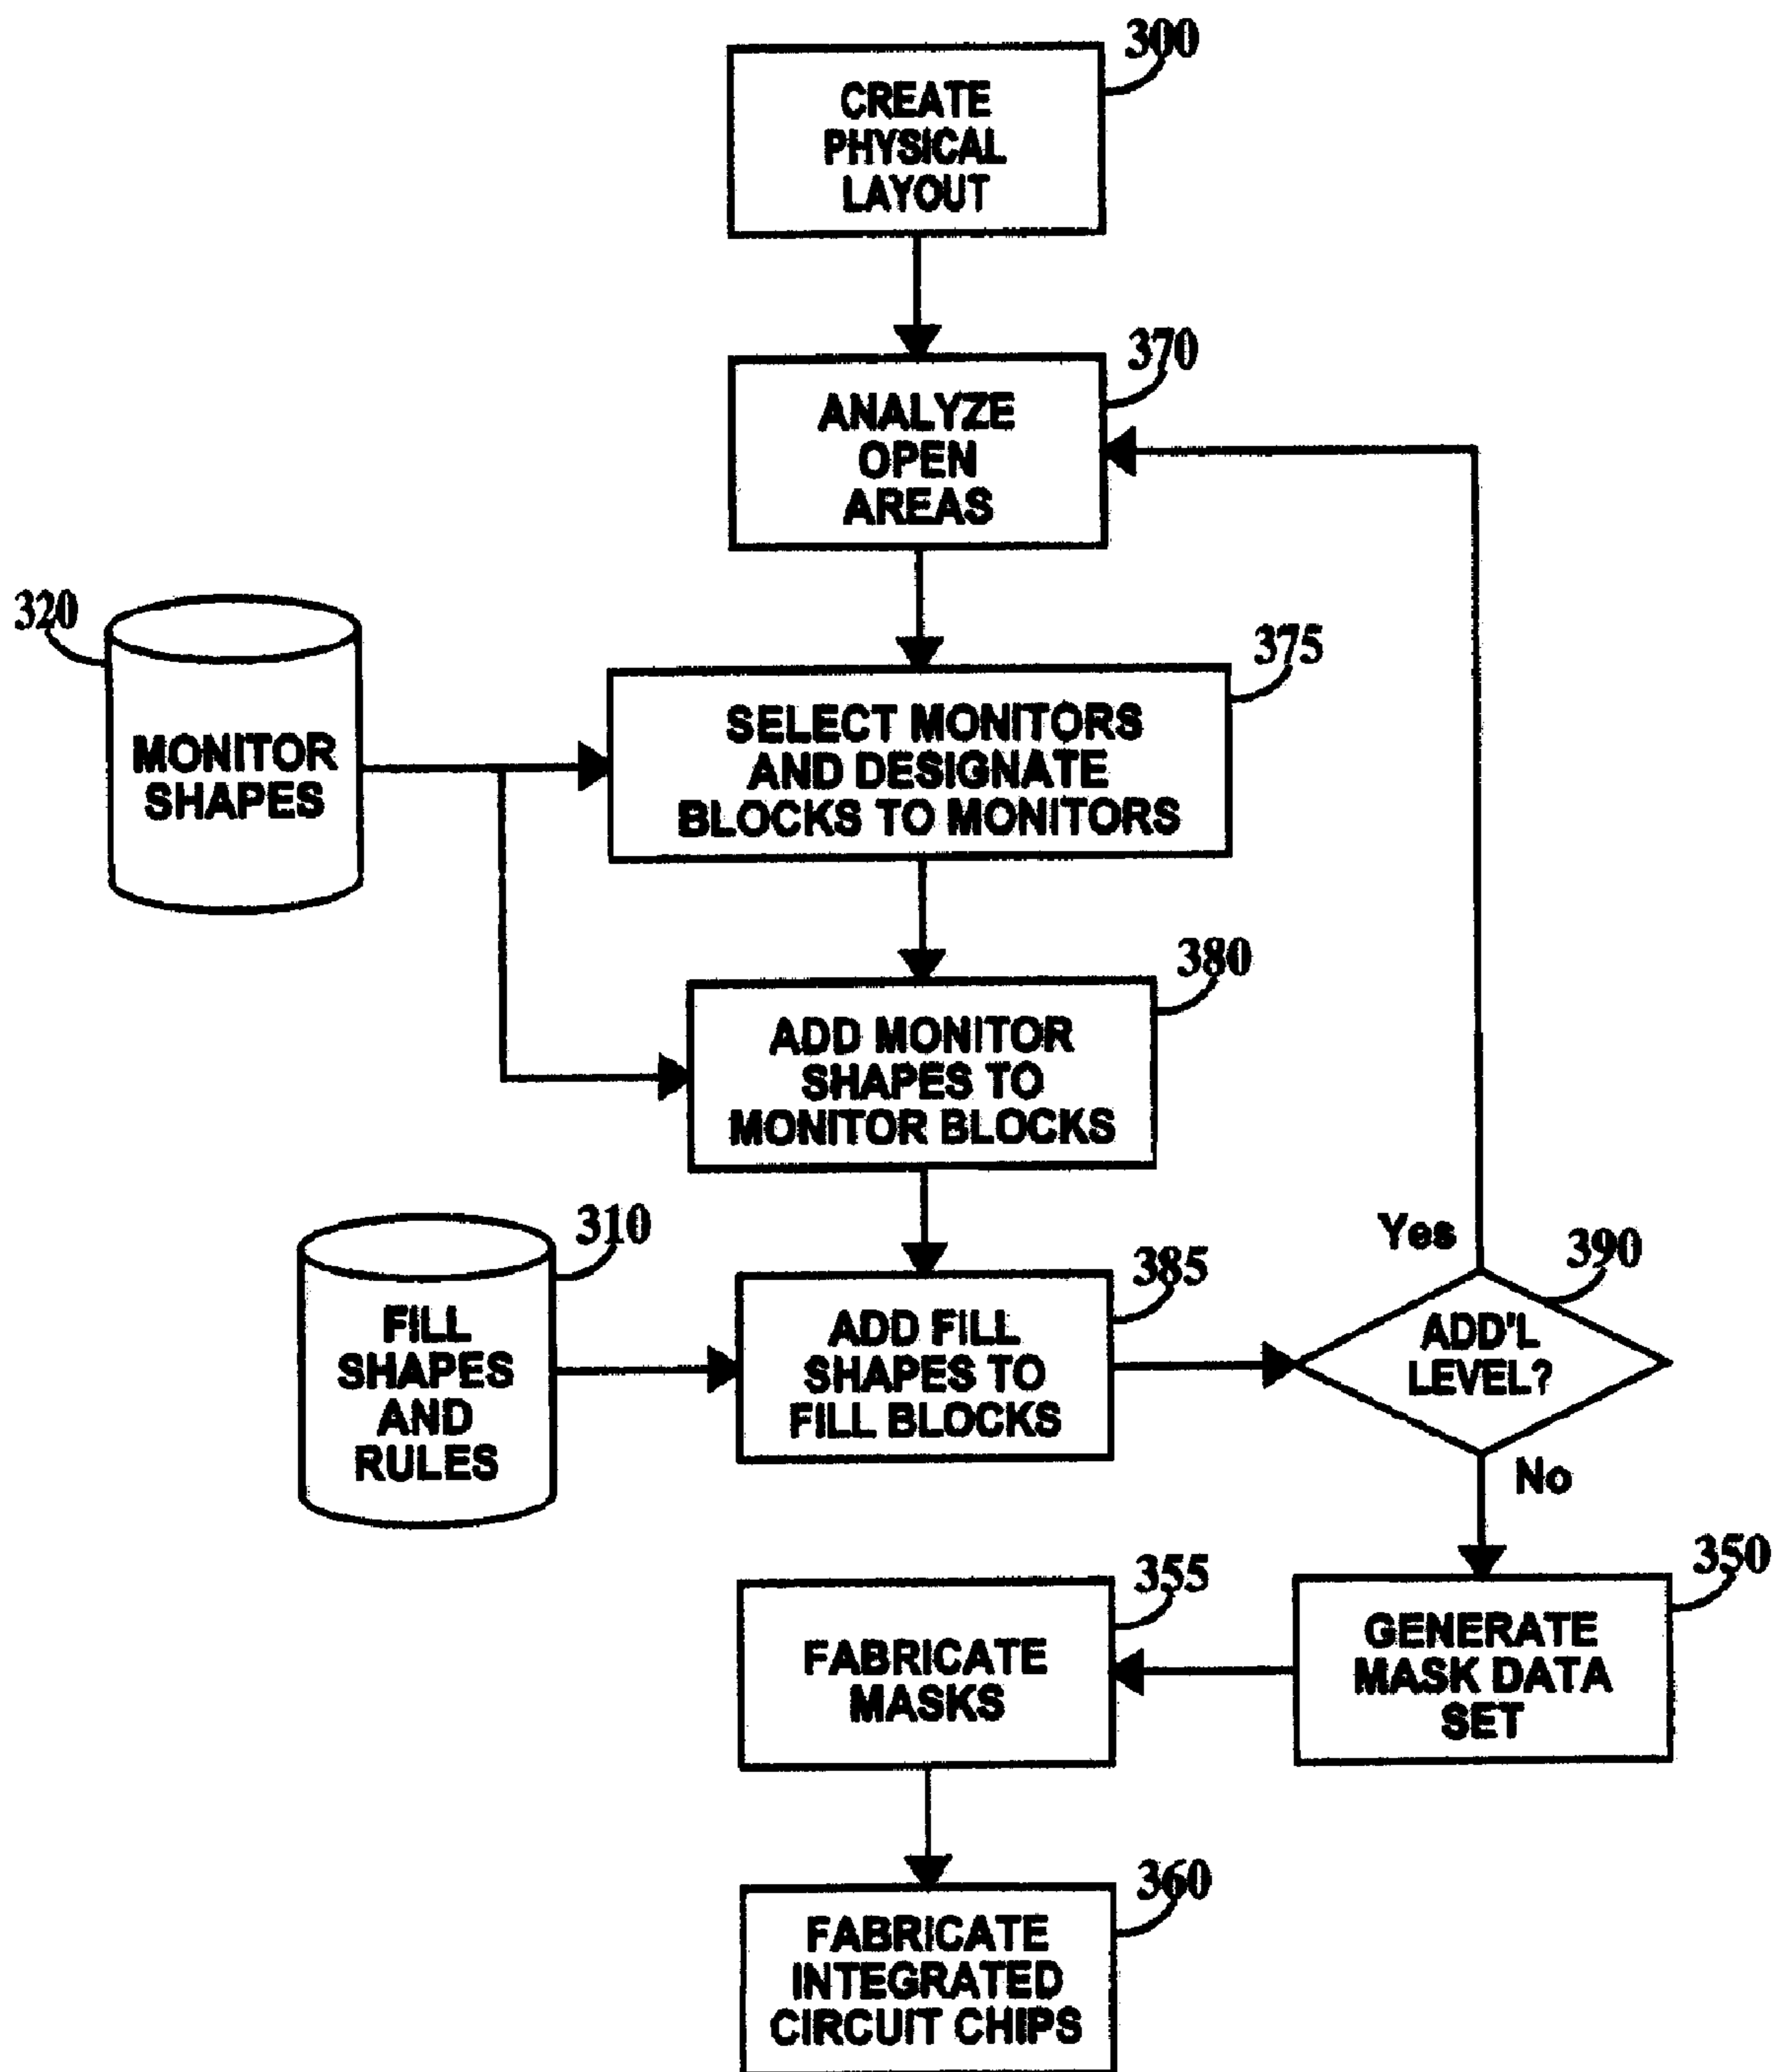 300
CREATE
PHYSICAL
LAYOUT
370
ANALYZE
OPEN
AREAS
320
MONITOR
SHAPES
375
SELECT MONITORS
AND DESIGNATE
BLOCKS TO MONITORS
380
ADD MONITOR
SHAPES TO
MONITOR BLOCKS
310
FILL
SHAPES
AND
RULES
385
ADD FILL
SHAPES TO
FILL BLOCKS
Yes
390
ADD'L
LEVEL?
No
355
FABRICATE
MASKS
350
GENERATE
MASK DATA
SET
360
FABRICATE
INTEGRATED
CIRCUIT CHIPS